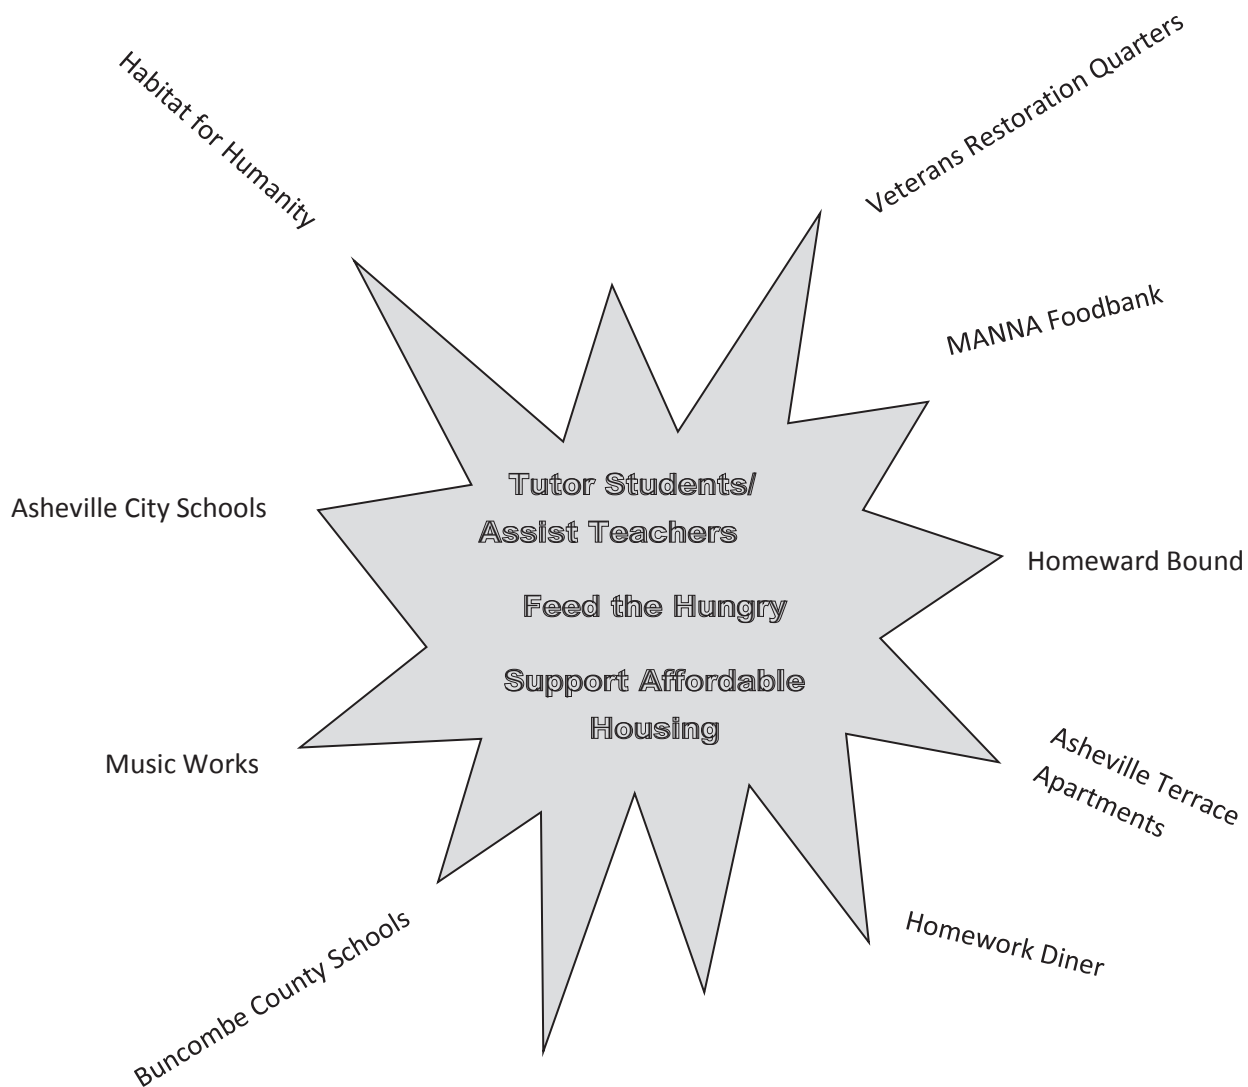 Habitat for Humanity
Veterans Restoration Quarters
MANNA Foodbank
Asheville City Schools
Tutor Students/
Assist Teachers
Feed the Hungry
Support Affordable
Housing
Homeward Bound
Music Works
Asheville Terrace
Apartments
Buncombe County Schools
Homework Diner